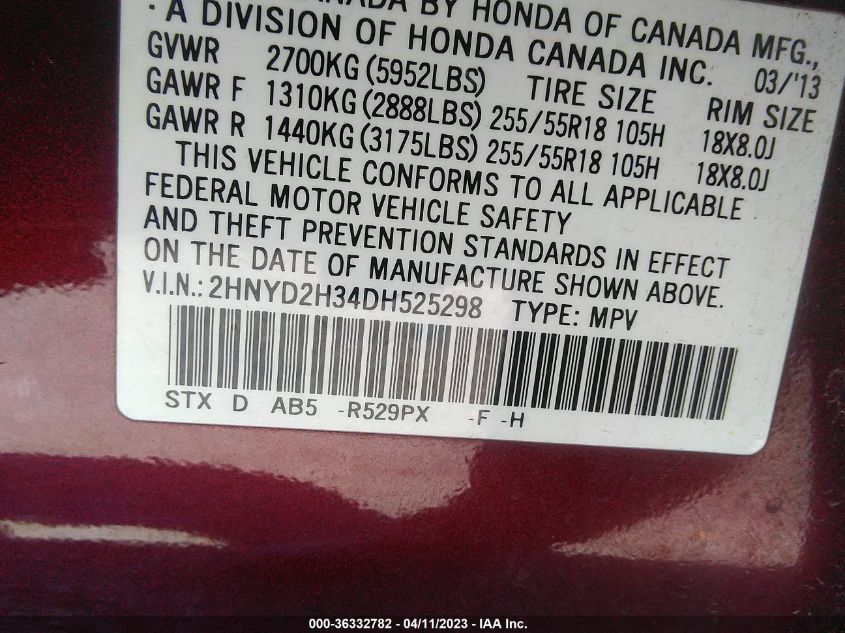 CANADA BY HONDA OF CANADA MFG.,
- A DIVISION OF HONDA CANADA INC. 03/'13
GVWR 2700KG (5952LBS) TIRE SIZE RIM SIZE
GAWR F 1310KG (2888LBS) 255/55R18 105H 18X8.0J
GAWR R 1440KG (3175LBS) 255/55R18 105H 18X8.0J
THIS VEHICLE CONFORMS TO ALL APPLICABLE
FEDERAL MOTOR VEHICLE SAFETY
AND THEFT PREVENTION STANDARDS IN EFFECT
ON THE DATE OF MANUFACTURE SHOWN ABOVE.
V.I.N.: 2HNYD2H34DH525298 TYPE: MPV
STX D AB5 -R529PX -F -H
000-36332782 - 04/11/2023 - IAA Inc.